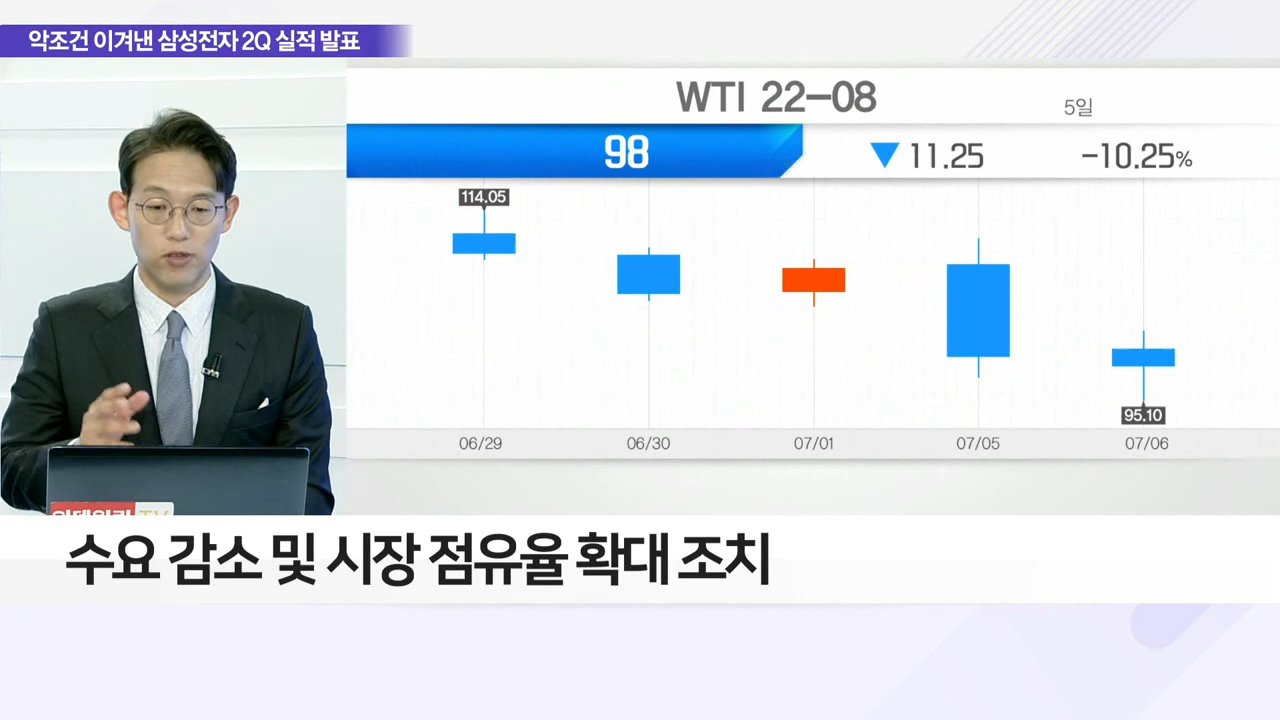 악조건 이겨낸 삼성전자 2Q 실적 발표
WTI 22-08
5일
98
▼ 11.25
-10.25%
114.05
95.10
06/29
06/30
07/01
07/05
07/06
TV
수요 감소 및 시장 점유율 확대 조치